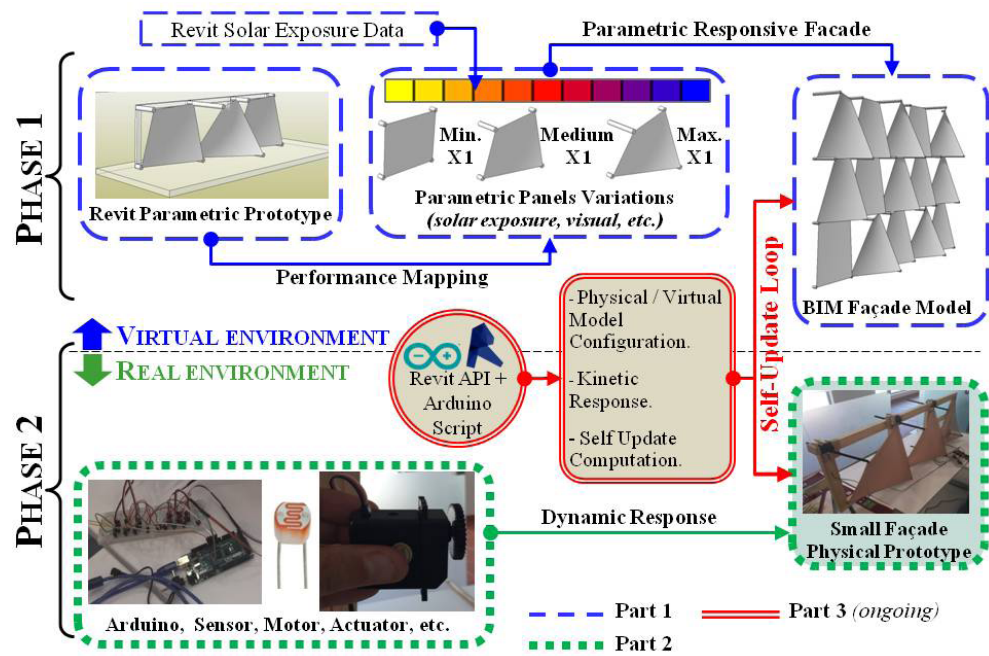 PHASE 1
Revit Solar Exposure Data
Parametric Responsive Facade
Revit Parametric Prototype
Min.
X1
Medium
X1
Max.
X1
Parametric Panels Variations
(solar exposure, visual, etc.)
Performance Mapping
BIM Façade Model
VIRTUAL ENVIRONMENT
REAL ENVIRONMENT
PHASE 2
Revit API +
Arduino
Script
- Physical / Virtual
Model
Configuration.
- Kinetic
Response.
- Self Update
Computation.
Self-Update Loop
Arduino, Sensor, Motor, Actuator, etc.
Dynamic Response
Small Façade
Physical Prototype
Part 1
Part 3 (ongoing)
Part 2